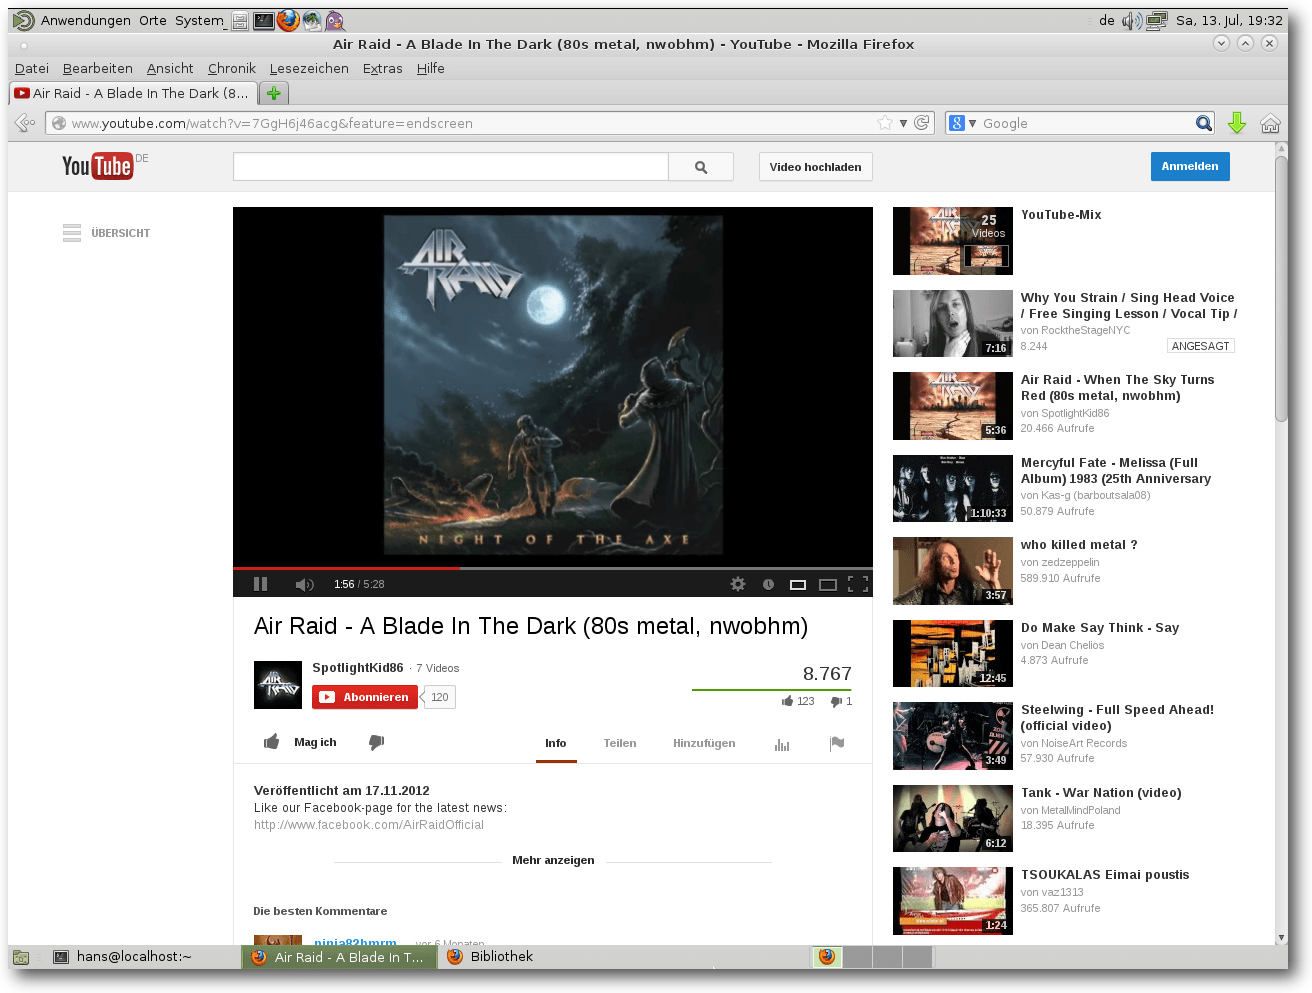 Anwendungen Orte System de Sa, 13. Jul, 19:32
Air Raid - A Blade In The Dark (80s metal, nwobhm) - YouTube - Mozilla Firefox
Datei Bearbeiten Ansicht Chronik Lesezeichen Extras Hilfe
Air Raid - A Blade In The Dark (8...
www.youtube.com/watch?v=7GgH6j46acg&feature=endscreen Google
YouTube DE Video hochladen Anmelden
ÜBERSICHT
AIR RAID
NIGHT OF THE AXE
1:56 / 5:28
Air Raid - A Blade In The Dark (80s metal, nwobhm)
AIR RAID
SpotlightKid86 · 7 Videos
Abonnieren 120
8.767
123 1
Mag ich Info Teilen Hinzufügen
Veröffentlicht am 17.11.2012
Like our Facebook-page for the latest news:
http://www.facebook.com/AirRaidOfficial
Mehr anzeigen
Die besten Kommentare
ninja82hmrm vor 6 Monaten
25
Videos
YouTube-Mix
Why You Strain / Sing Head Voice
/ Free Singing Lesson / Vocal Tip /
von RocktheStageNYC
8.244 ANGESAGT
7:16
Air Raid - When The Sky Turns
Red (80s metal, nwobhm)
von SpotlightKid86
20.466 Aufrufe
5:36
Mercyful Fate - Melissa (Full
Album) 1983 (25th Anniversary
von Kas-g (barboutsala08)
50.879 Aufrufe
1:10:33
who killed metal ?
von zedzeppelin
589.910 Aufrufe
3:57
Do Make Say Think - Say
von Dean Chelios
4.873 Aufrufe
12:45
Steelwing - Full Speed Ahead!
(official video)
von NoiseArt Records
57.930 Aufrufe
3:49
Tank - War Nation (video)
von MetalMindPoland
18.395 Aufrufe
6:12
TSOUKALAS Eimai poustis
von vaz1313
365.807 Aufrufe
1:24
hans@localhost:~ Air Raid - A Blade In T... Bibliothek